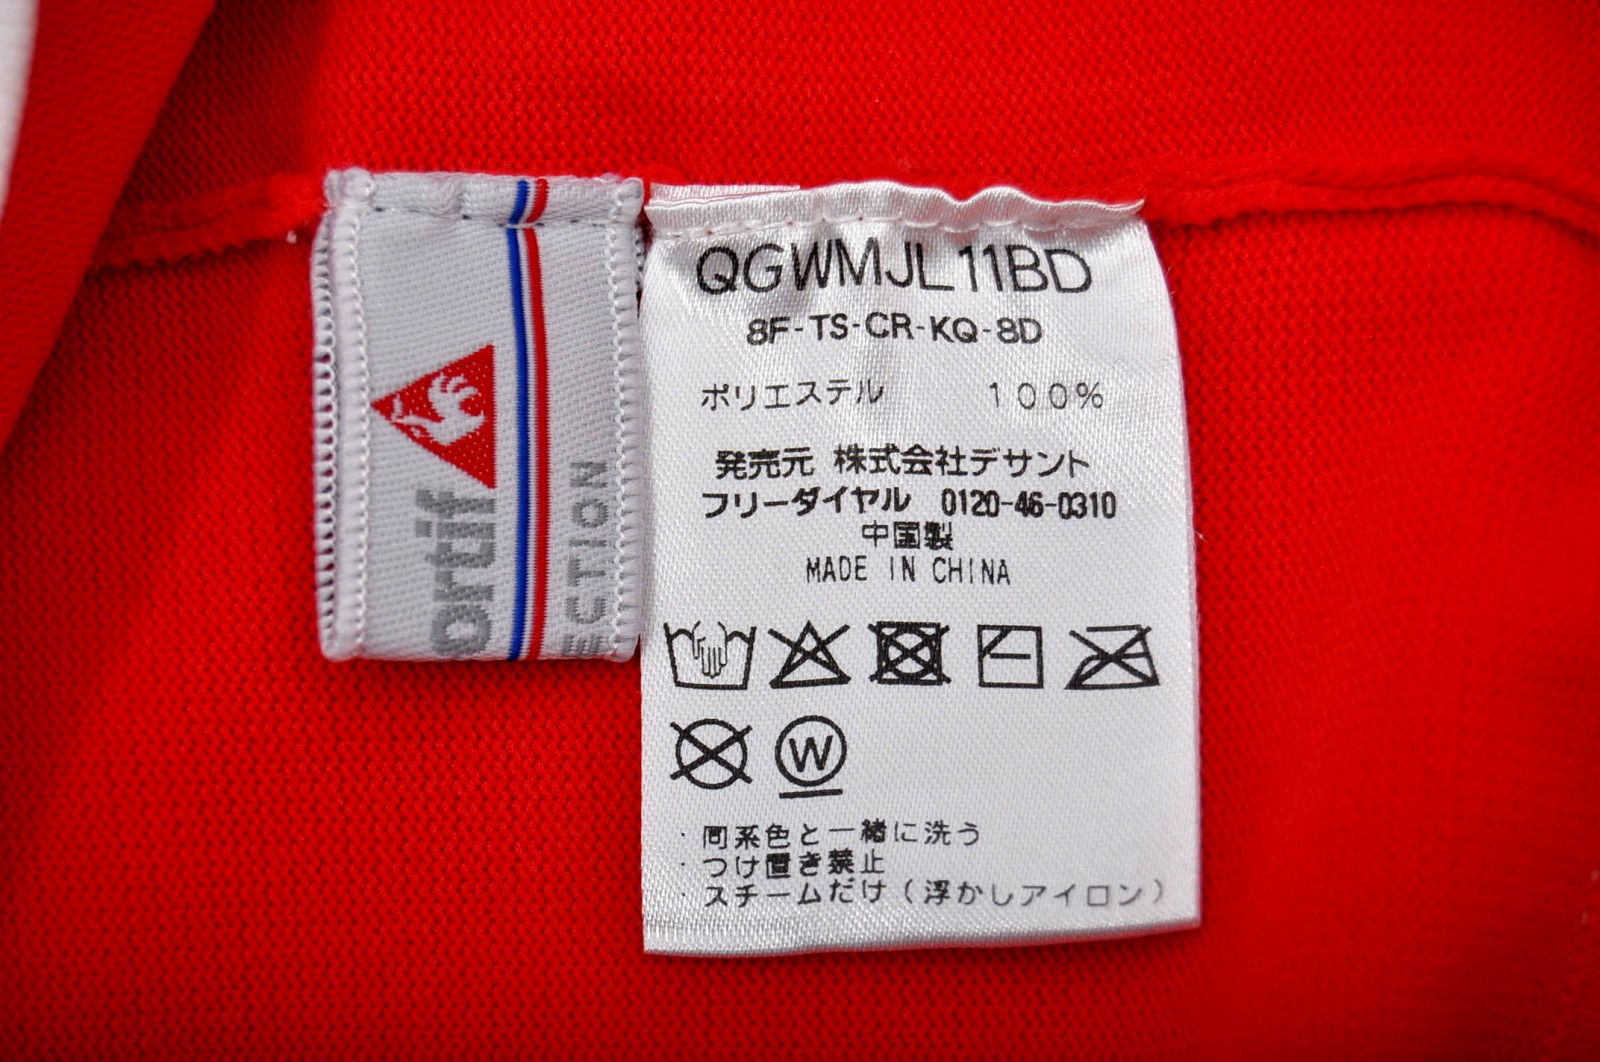 ortif
ECTION
QGWMJL11BD
8F-TS-CR-KQ-8D
ポリエステル 100%
発売元 株式会社デサント
フリーダイヤル 0120-46-0310
中国製
MADE IN CHINA
W
・同系色と一緒に洗う
・つけ置き禁止
・スチームだけ（浮かしアイロン）